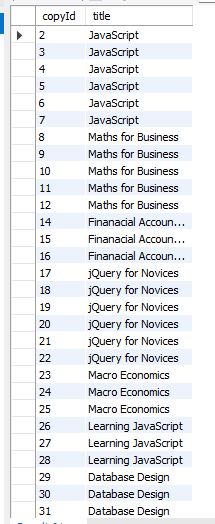 copyId title
2 JavaScript
3 JavaScript
4 JavaScript
5 JavaScript
6 JavaScript
7 JavaScript
8 Maths for Business
9 Maths for Business
10 Maths for Business
11 Maths for Business
12 Maths for Business
14 Finanacial Accoun...
15 Finanacial Accoun...
16 Finanacial Accoun...
17 jQuery for Novices
18 jQuery for Novices
19 jQuery for Novices
20 jQuery for Novices
21 jQuery for Novices
22 jQuery for Novices
23 Macro Economics
24 Macro Economics
25 Macro Economics
26 Learning JavaScript
27 Learning JavaScript
28 Learning JavaScript
29 Database Design
30 Database Design
31 Database Design